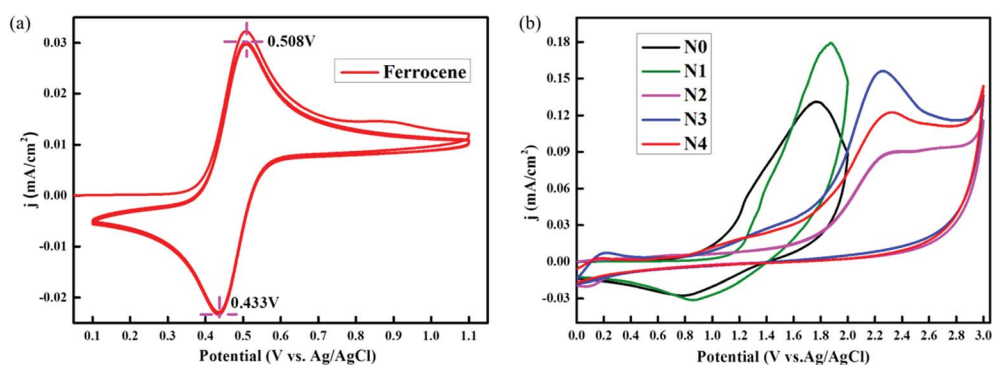 (a)
0.508V
Ferrocene
0.433V
j (mA/cm²)
0.03
0.02
0.01
0.00
-0.01
-0.02
0.1 0.2 0.3 0.4 0.5 0.6 0.7 0.8 0.9 1.0 1.1
Potential (V vs. Ag/AgCl)
(b)
N0
N1
N2
N3
N4
j (mA/cm²)
0.18
0.15
0.12
0.09
0.06
0.03
0.00
-0.03
0.0 0.2 0.4 0.6 0.8 1.0 1.2 1.4 1.6 1.8 2.0 2.2 2.4 2.6 2.8 3.0
Potential (V vs.Ag/AgCl)